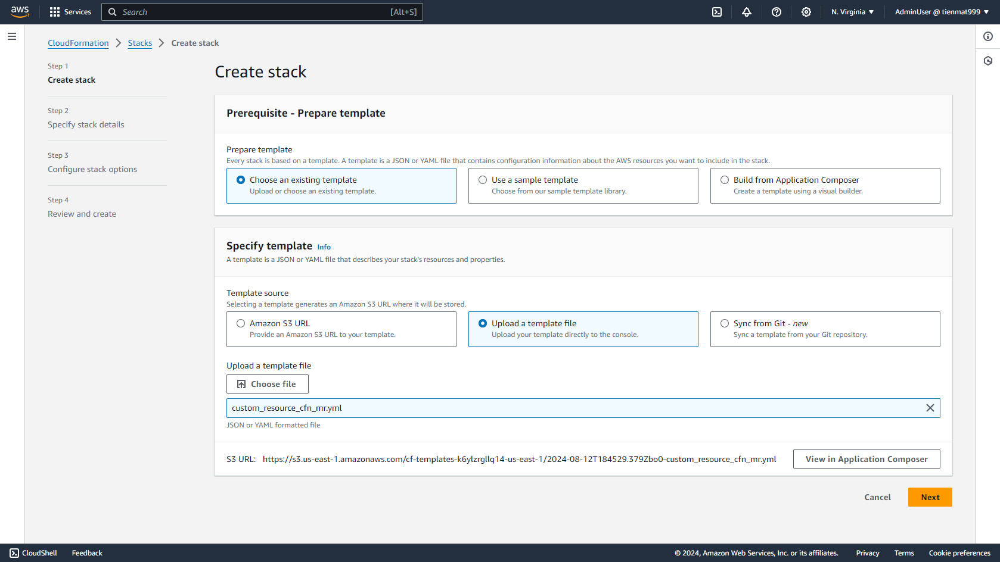 aws
Services
Search [Alt+S]
N. Virginia
AdminUser @ tienmat999
CloudFormation
Stacks
Create stack
Step 1
Create stack
Step 2
Specify stack details
Step 3
Configure stack options
Step 4
Review and create
Create stack
Prerequisite - Prepare template
Prepare template
Every stack is based on a template. A template is a JSON or YAML file that contains configuration information about the AWS resources you want to include in the stack.
Choose an existing template
Upload or choose an existing template.
Use a sample template
Choose from our sample template library.
Build from Application Composer
Create a template using a visual builder.
Specify template Info
A template is a JSON or YAML file that describes your stack's resources and properties.
Template source
Selecting a template generates an Amazon S3 URL where it will be stored.
Amazon S3 URL
Provide an Amazon S3 URL to your template.
Upload a template file
Upload your template directly to the console.
Sync from Git - new
Sync a template from your Git repository.
Upload a template file
Choose file
custom_resource_cfn_mr.yml
JSON or YAML formatted file
S3 URL: https://s3.us-east-1.amazonaws.com/cf-templates-k6ylzrgllq14-us-east-1/2024-08-12T184529.379Zbo0-custom_resource_cfn_mr.yml
View in Application Composer
Cancel
Next
CloudShell
Feedback
© 2024, Amazon Web Services, Inc. or its affiliates.
Privacy
Terms
Cookie preferences